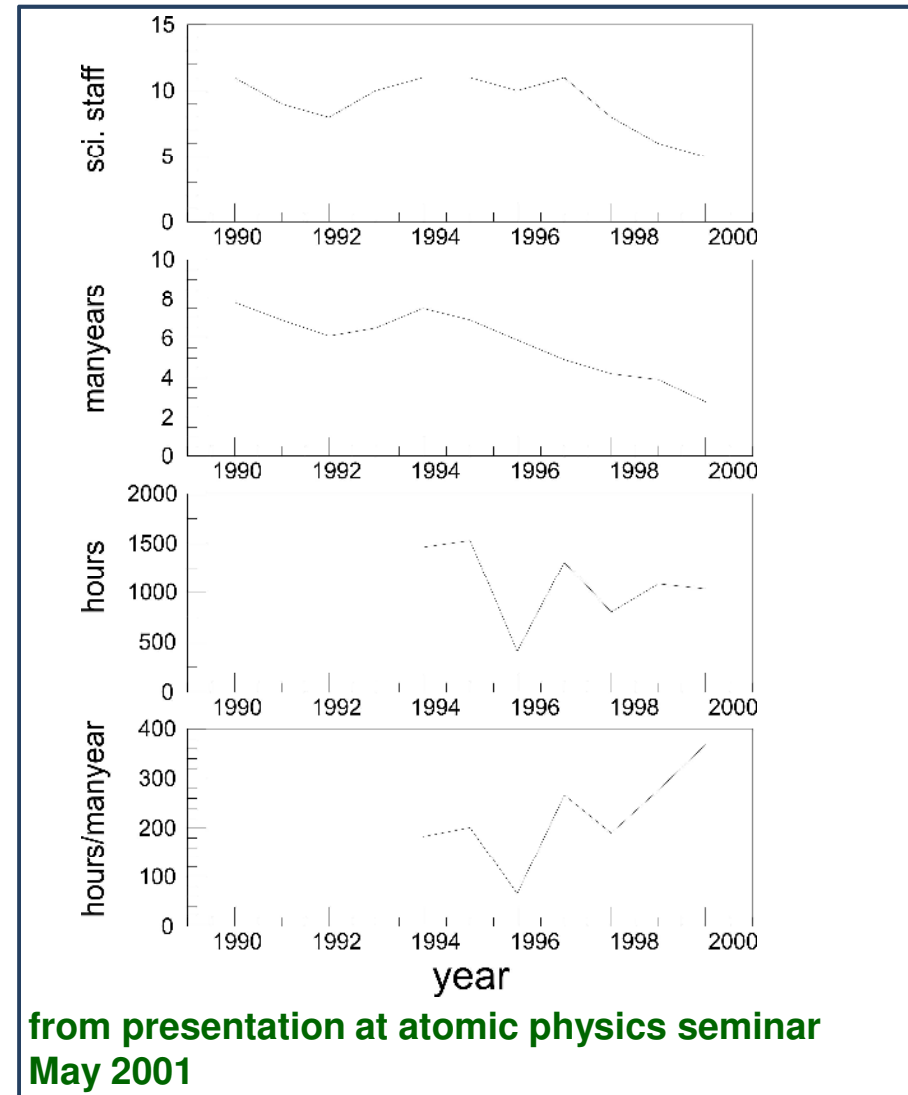 sci. staff
15
10
5
0
1990 1992 1994 1996 1998 2000
manyears
10
8
6
4
2
0
1990 1992 1994 1996 1998 2000
hours
2000
1500
1000
500
0
1990 1992 1994 1996 1998 2000
hours/manyear
400
300
200
100
0
1990 1992 1994 1996 1998 2000
year
from presentation at atomic physics seminar
May 2001